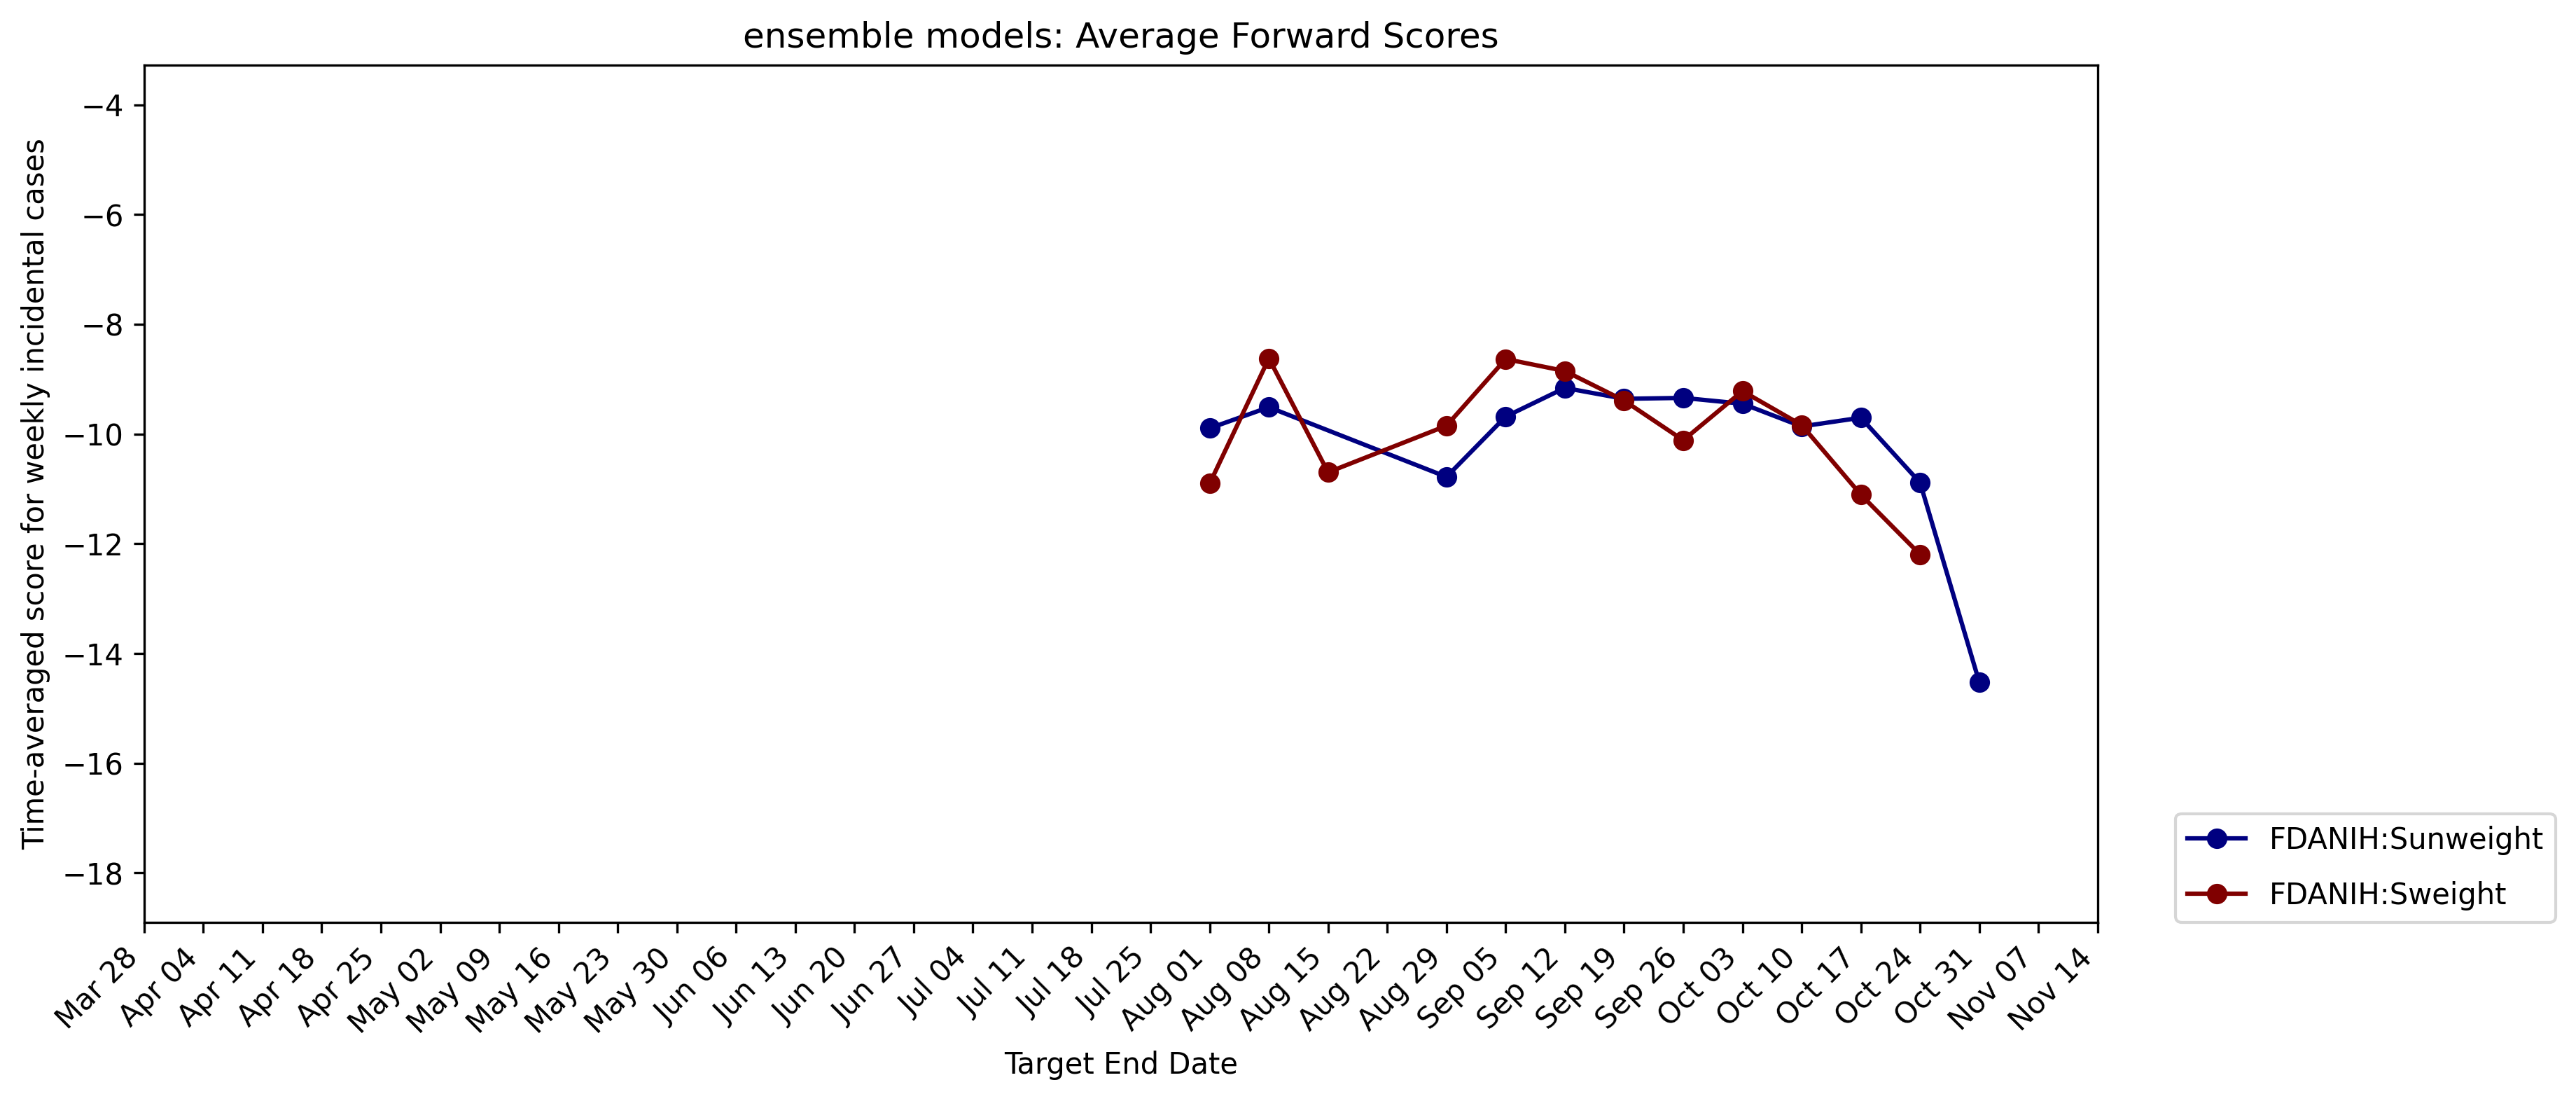 ensemble models: Average Forward Scores
Time-averaged score for weekly incidental cases
−4
−6
−8
−10
−12
−14
−16
−18
Mar 28
Apr 04
Apr 11
Apr 18
Apr 25
May 02
May 09
May 16
May 23
May 30
Jun 06
Jun 13
Jun 20
Jun 27
Jul 04
Jul 11
Jul 18
Jul 25
Aug 01
Aug 08
Aug 15
Aug 22
Aug 29
Sep 05
Sep 12
Sep 19
Sep 26
Oct 03
Oct 10
Oct 17
Oct 24
Oct 31
Nov 07
Nov 14
Target End Date
FDANIH:Sunweight
FDANIH:Sweight